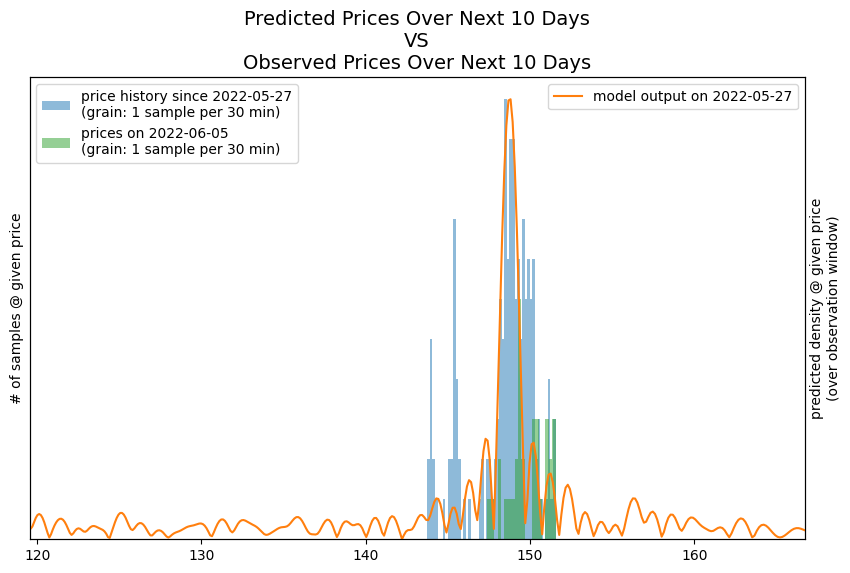 Predicted Prices Over Next 10 Days
VS
Observed Prices Over Next 10 Days
price history since 2022-05-27
(grain: 1 sample per 30 min)
prices on 2022-06-05
(grain: 1 sample per 30 min)
model output on 2022-05-27
# of samples @ given price
predicted density @ given price
(over observation window)
120 130 140 150 160